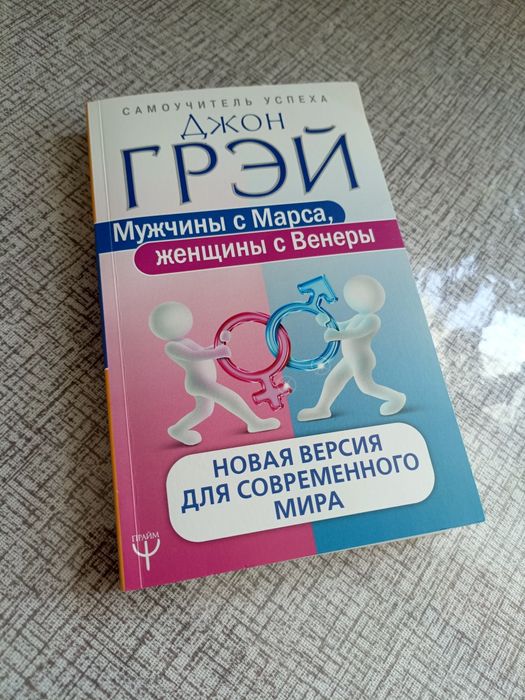 САМОУЧИТЕЛЬ УСПЕХА
ДЖОН
ГРЭЙ
Мужчины с Марса,
женщины с Венеры
НОВАЯ ВЕРСИЯ
ДЛЯ СОВРЕМЕННОГО
МИРА
ПРАЙМ